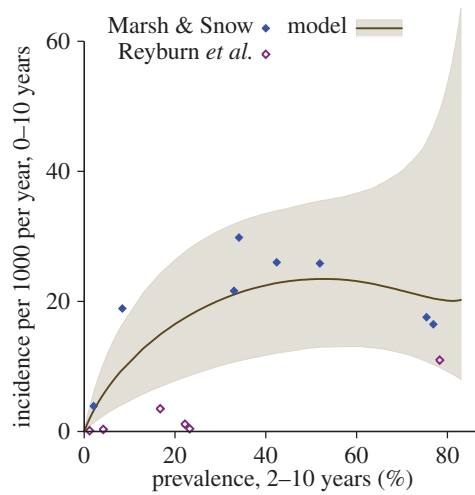 Marsh & Snow model
Reyburn et al.
incidence per 1000 per year, 0–10 years
60
40
20
0
0 20 40 60 80
prevalence, 2–10 years (%)